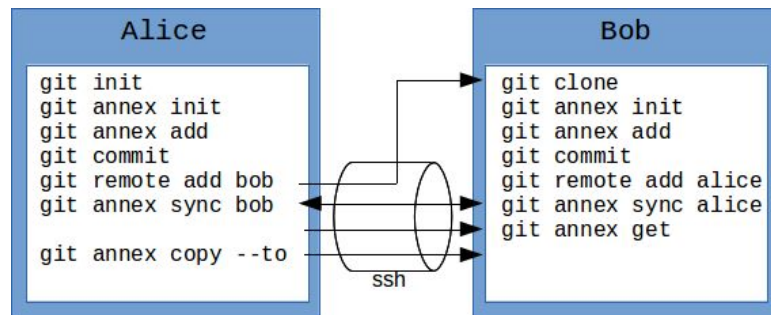 Alice
git init
git annex init
git annex add
git commit
git remote add bob
git annex sync bob
git annex copy --to
ssh
Bob
git clone
git annex init
git annex add
git commit
git remote add alice
git annex sync alice
git annex get